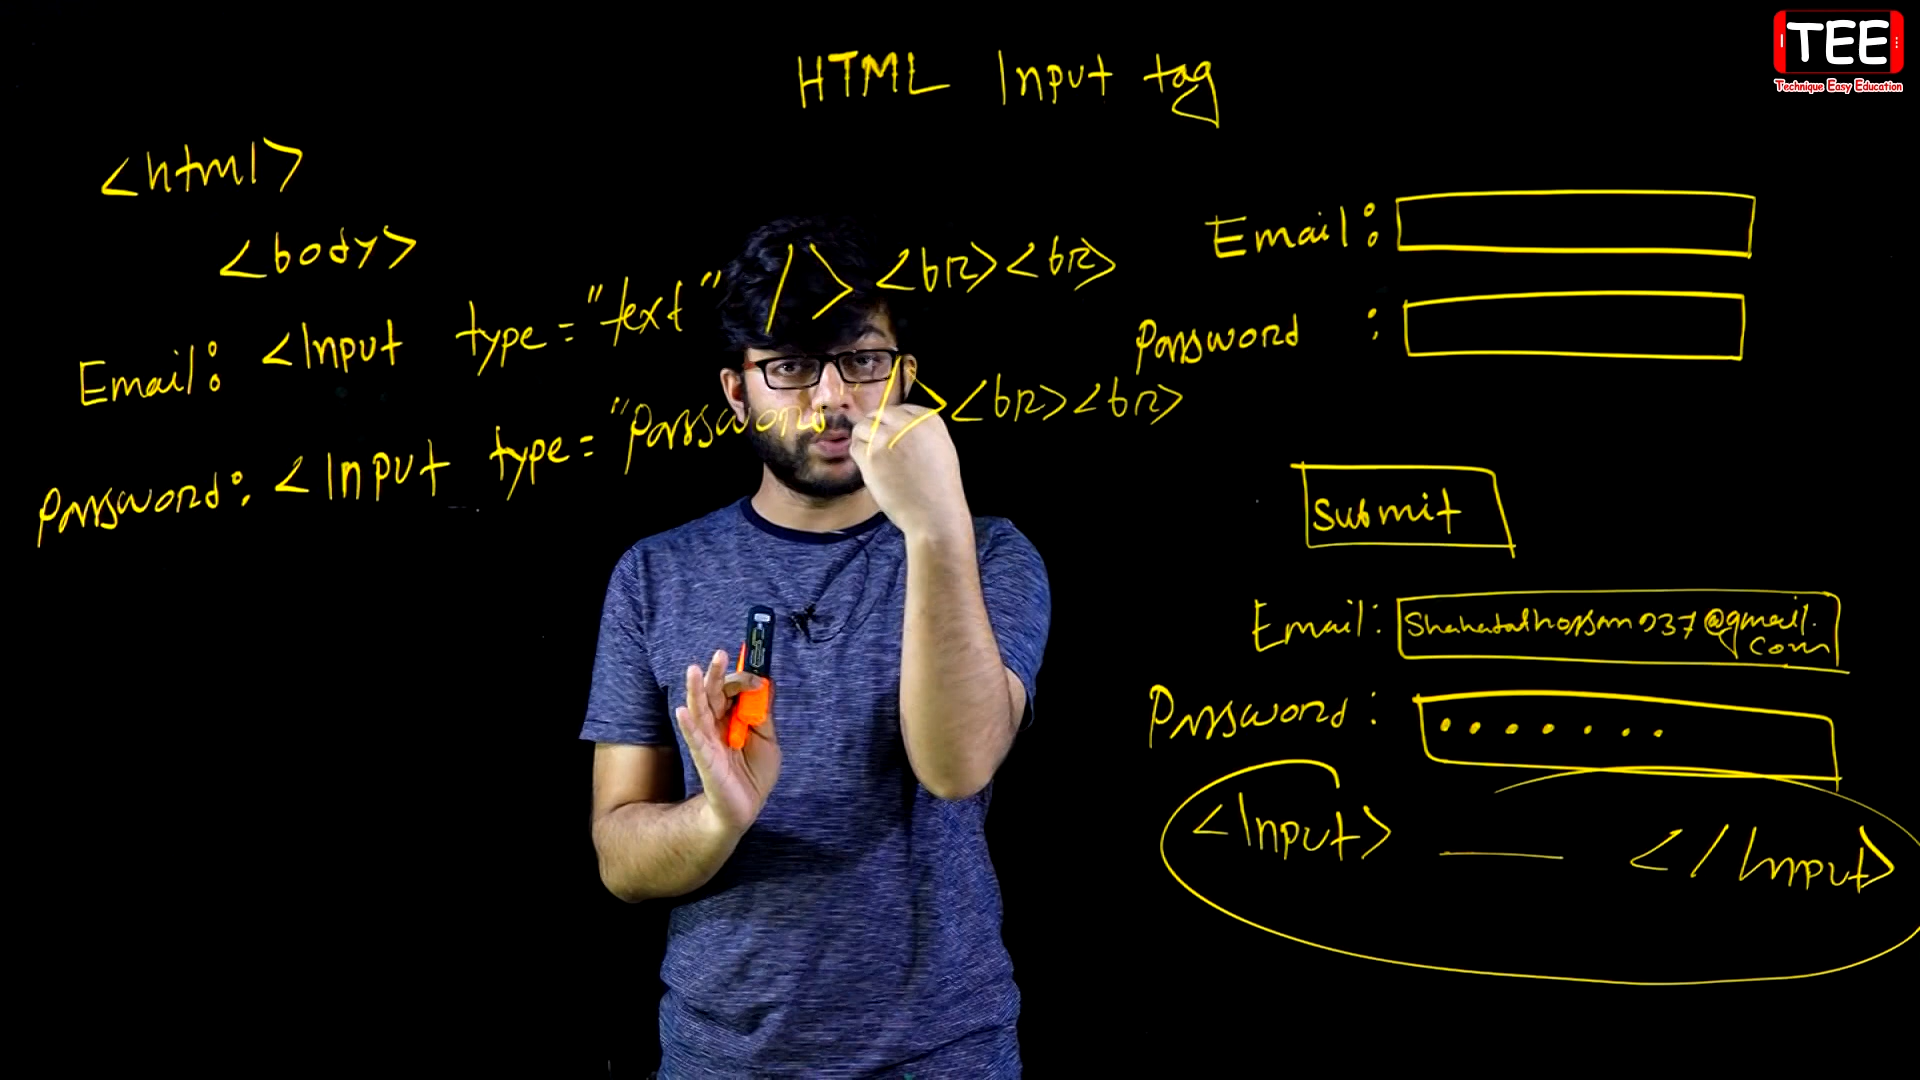 HTML Input tag
TEE
Technique Easy Education
<html>
<body>
Email: <Input type="text" /> <br><br>
Password: <Input type="Password" /><br><br>
Email:
Password :
Submit
Email:
@gmail.
com
Password:
<Input> — </Input>